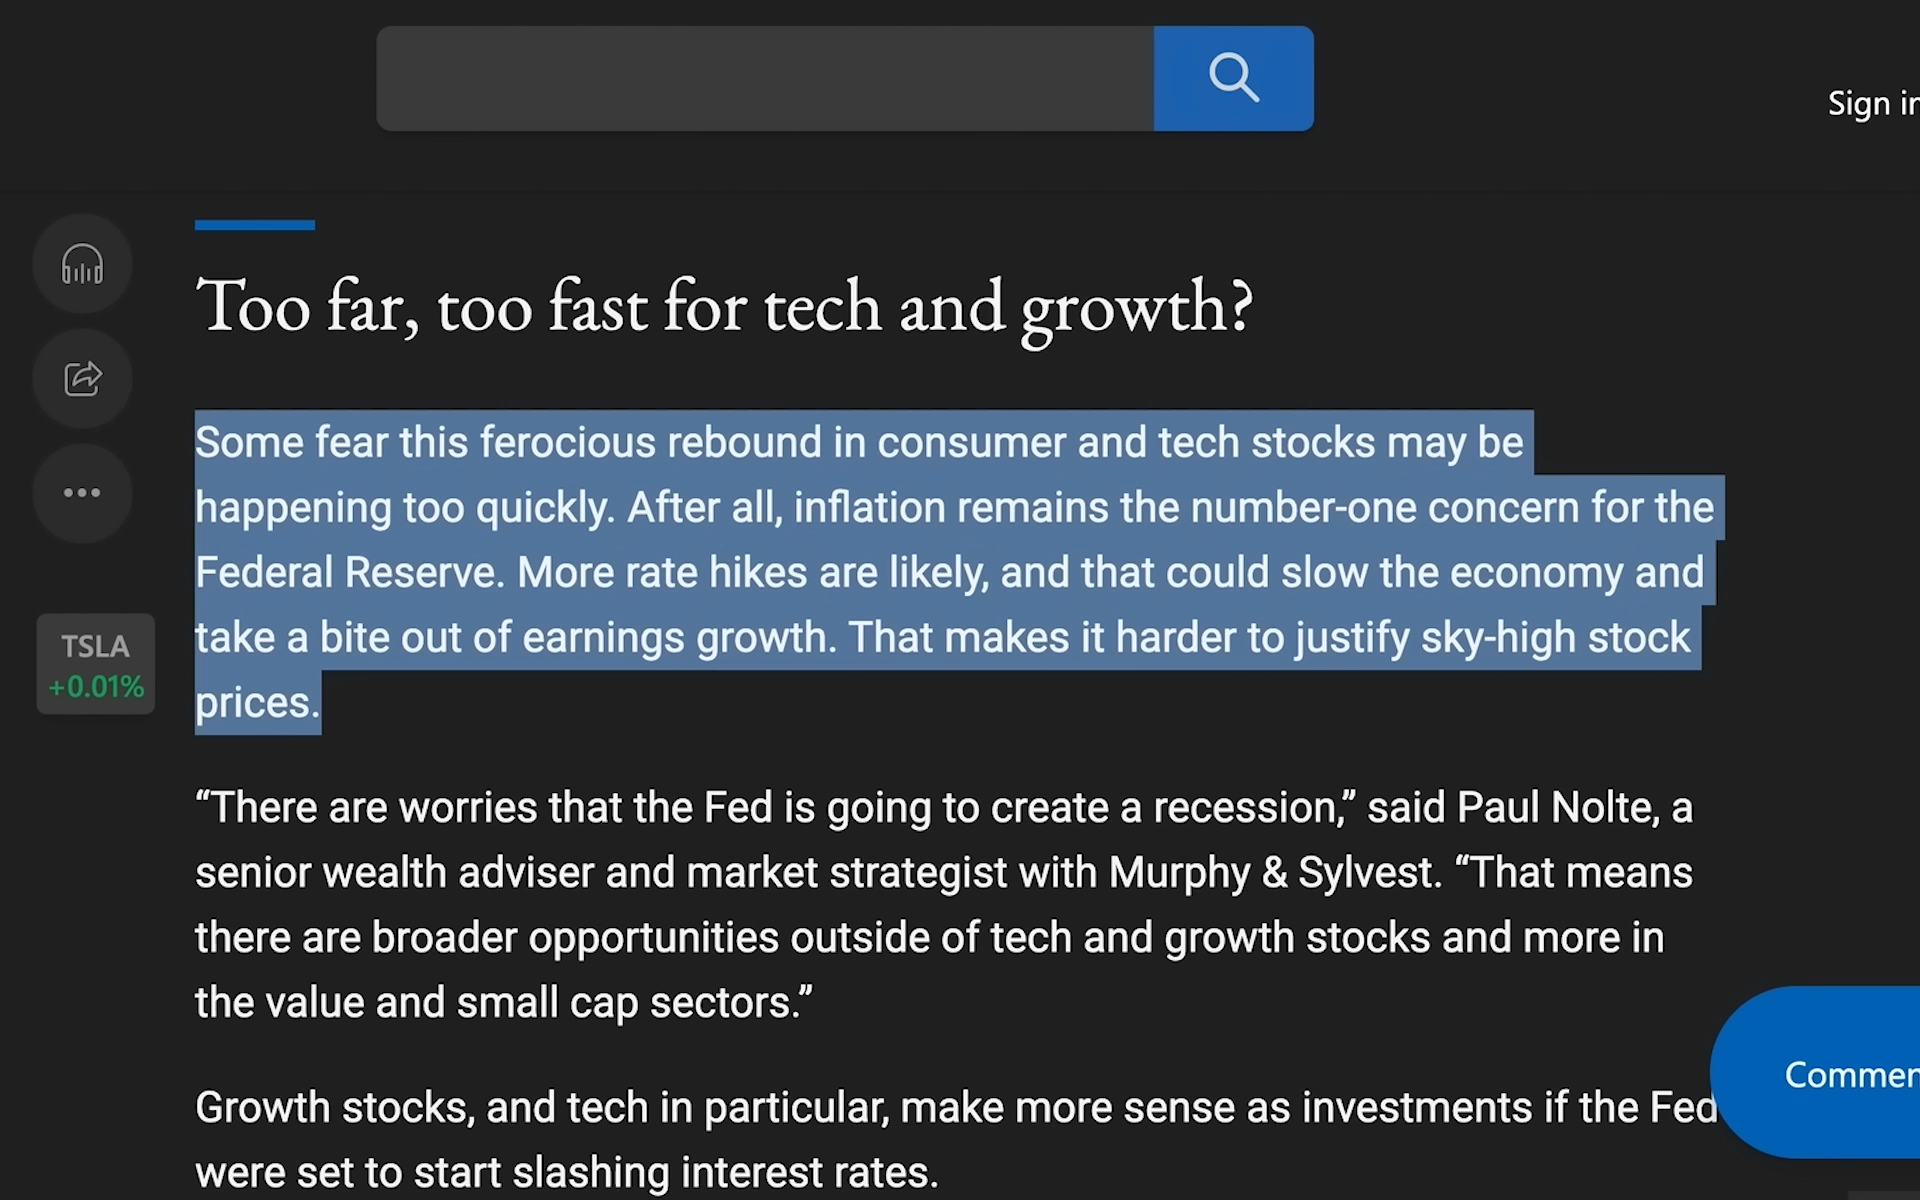 Sign in
Too far, too fast for tech and growth?
Some fear this ferocious rebound in consumer and tech stocks may be
happening too quickly. After all, inflation remains the number-one concern for the
Federal Reserve. More rate hikes are likely, and that could slow the economy and
take a bite out of earnings growth. That makes it harder to justify sky-high stock
prices.
TSLA
+0.01%
“There are worries that the Fed is going to create a recession,” said Paul Nolte, a
senior wealth adviser and market strategist with Murphy & Sylvest. “That means
there are broader opportunities outside of tech and growth stocks and more in
the value and small cap sectors.”
Growth stocks, and tech in particular, make more sense as investments if the Fed
were set to start slashing interest rates.
Commen